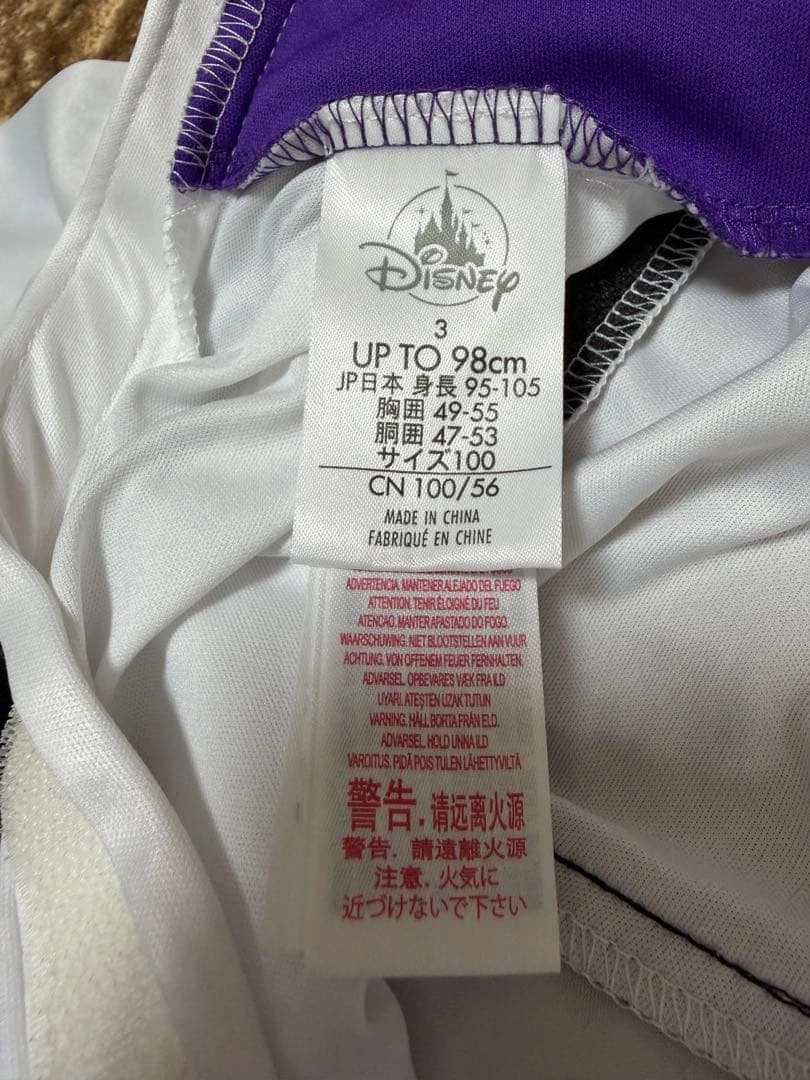 Disney
3
UP TO 98cm
JP日本 身長 95-105
胸囲 49-55
胴囲 47-53
サイズ100
CN 100/56
MADE IN CHINA
FABRIQUÉ EN CHINE
ADVERTENCIA. MANTENER ALEJADO DEL FUEGO
ATTENTION. TENIR ÉLOIGNÉ DU FEU
ATENCAO. MANTER AFASTADO DO FOGO.
WAARSCHUWING. NIET BLOOTSTELLEN AAN VUUR
ACHTUNG. VON OFFENEM FEUER FERNHALTEN.
ADVARSEL. OPBEVARES VÆK FRA ILD
UYARI. ATEŞTEN UZAK TUTUN
VARNING. HÅLL BORTA FRÅN ELD.
ADVARSEL. HOLD UNNA ILD
VAROITUS. PIDÄ POIS TULEN LÄHETTYVILTÄ
警告.请远离火源
警告. 請遠離火源
注意. 火気に
近づけないで下さい